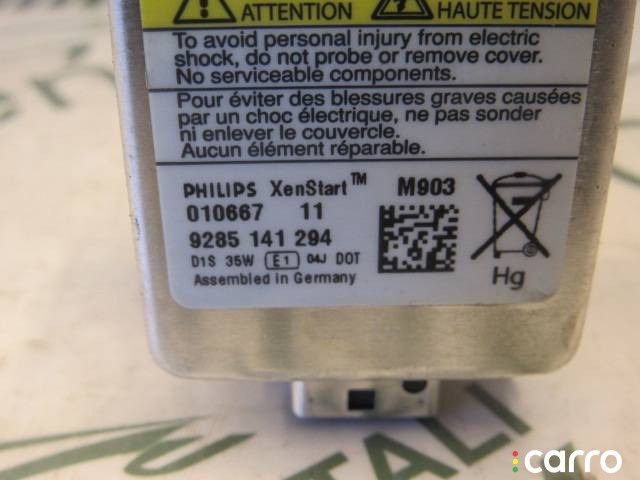 ATTENTION
HAUTE TENSION
To avoid personal injury from electric
shock, do not probe or remove cover.
No serviceable components.
Pour éviter des blessures graves causées
par un choc électrique, ne pas sonder
ni enlever le couvercle.
Aucun élément réparable.
PHILIPS XenStart™ M903
010667 11
9285 141 294
D1S 35W E1 04J DOT
Assembled in Germany
Hg
ITALI
carro